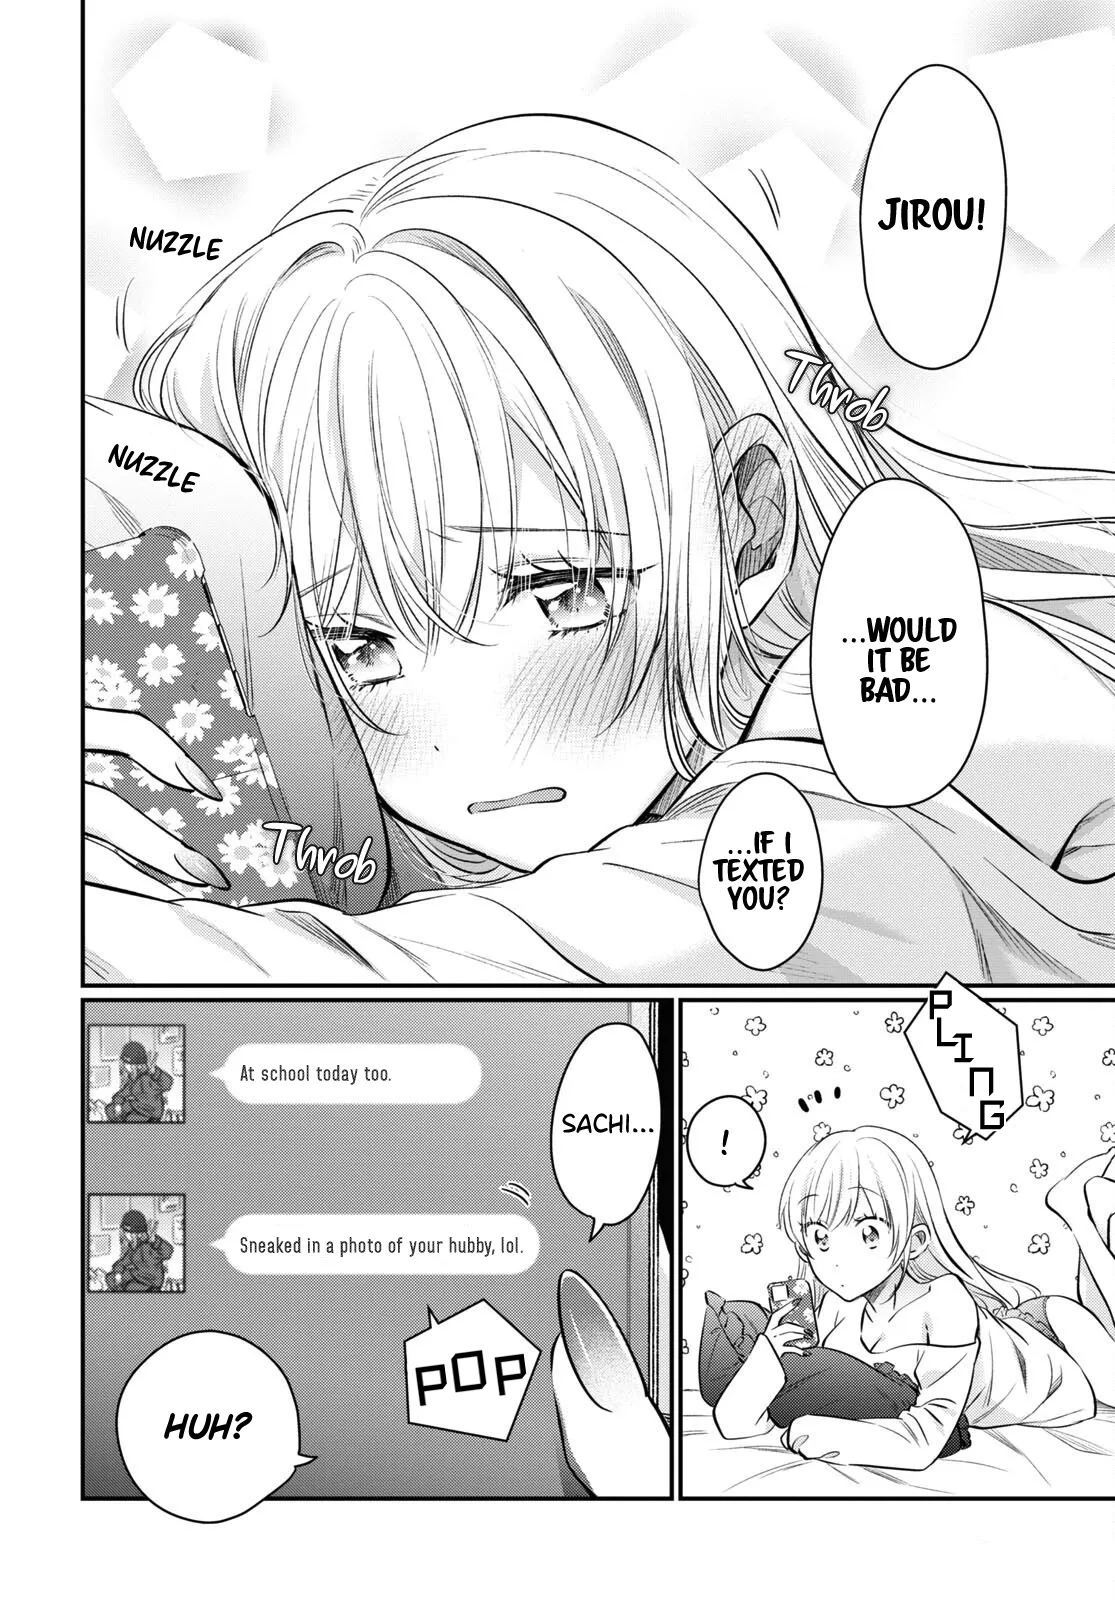 JIROU!
NUZZLE
Throb
NUZZLE
...WOULD
IT BE
BAD...
...IF I
TEXTED
YOU?
Throb
PLING
!
SACHI...
At school today too.
Sneaked in a photo of your hubby, lol.
POP
HUH?